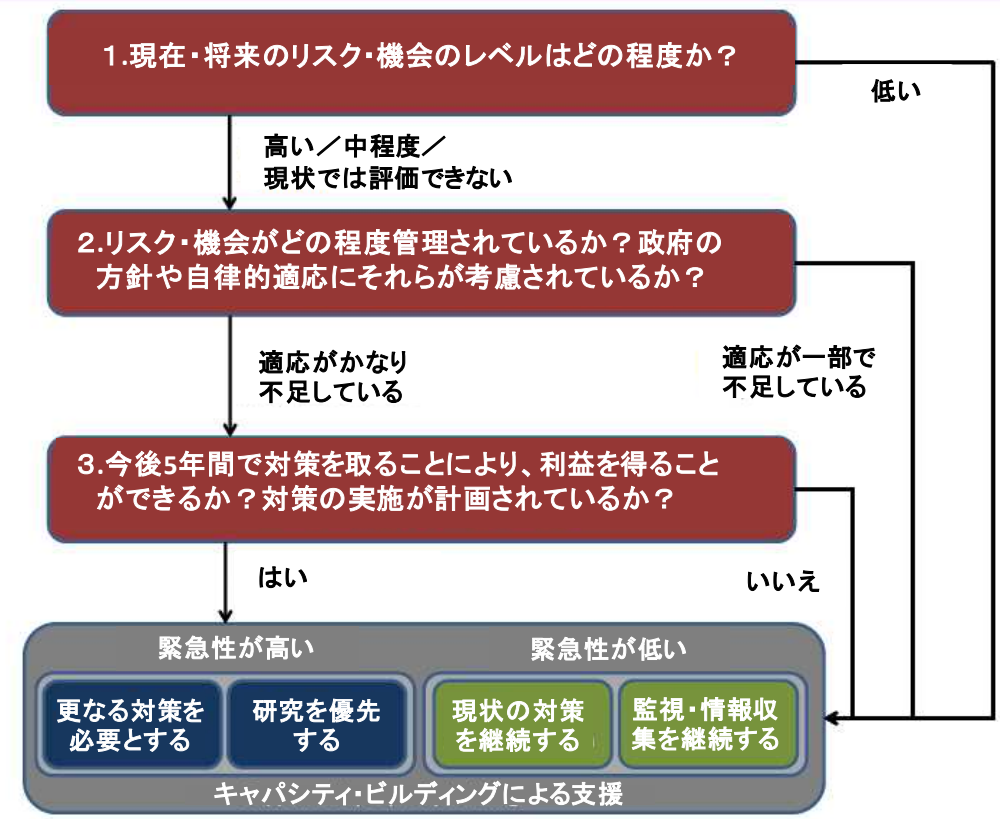 1.現在・将来のリスク・機会のレベルはどの程度か？
低い
高い／中程度／
現状では評価できない
２.リスク・機会がどの程度管理されているか？政府の
方針や自律的適応にそれらが考慮されているか？
適応がかなり
不足している
適応が一部で
不足している
３.今後5年間で対策を取ることにより、利益を得ること
ができるか？対策の実施が計画されているか？
はい
いいえ
緊急性が高い
緊急性が低い
更なる対策を
必要とする
研究を優先
する
現状の対策
を継続する
監視・情報収
集を継続する
キャパシティ・ビルディングによる支援